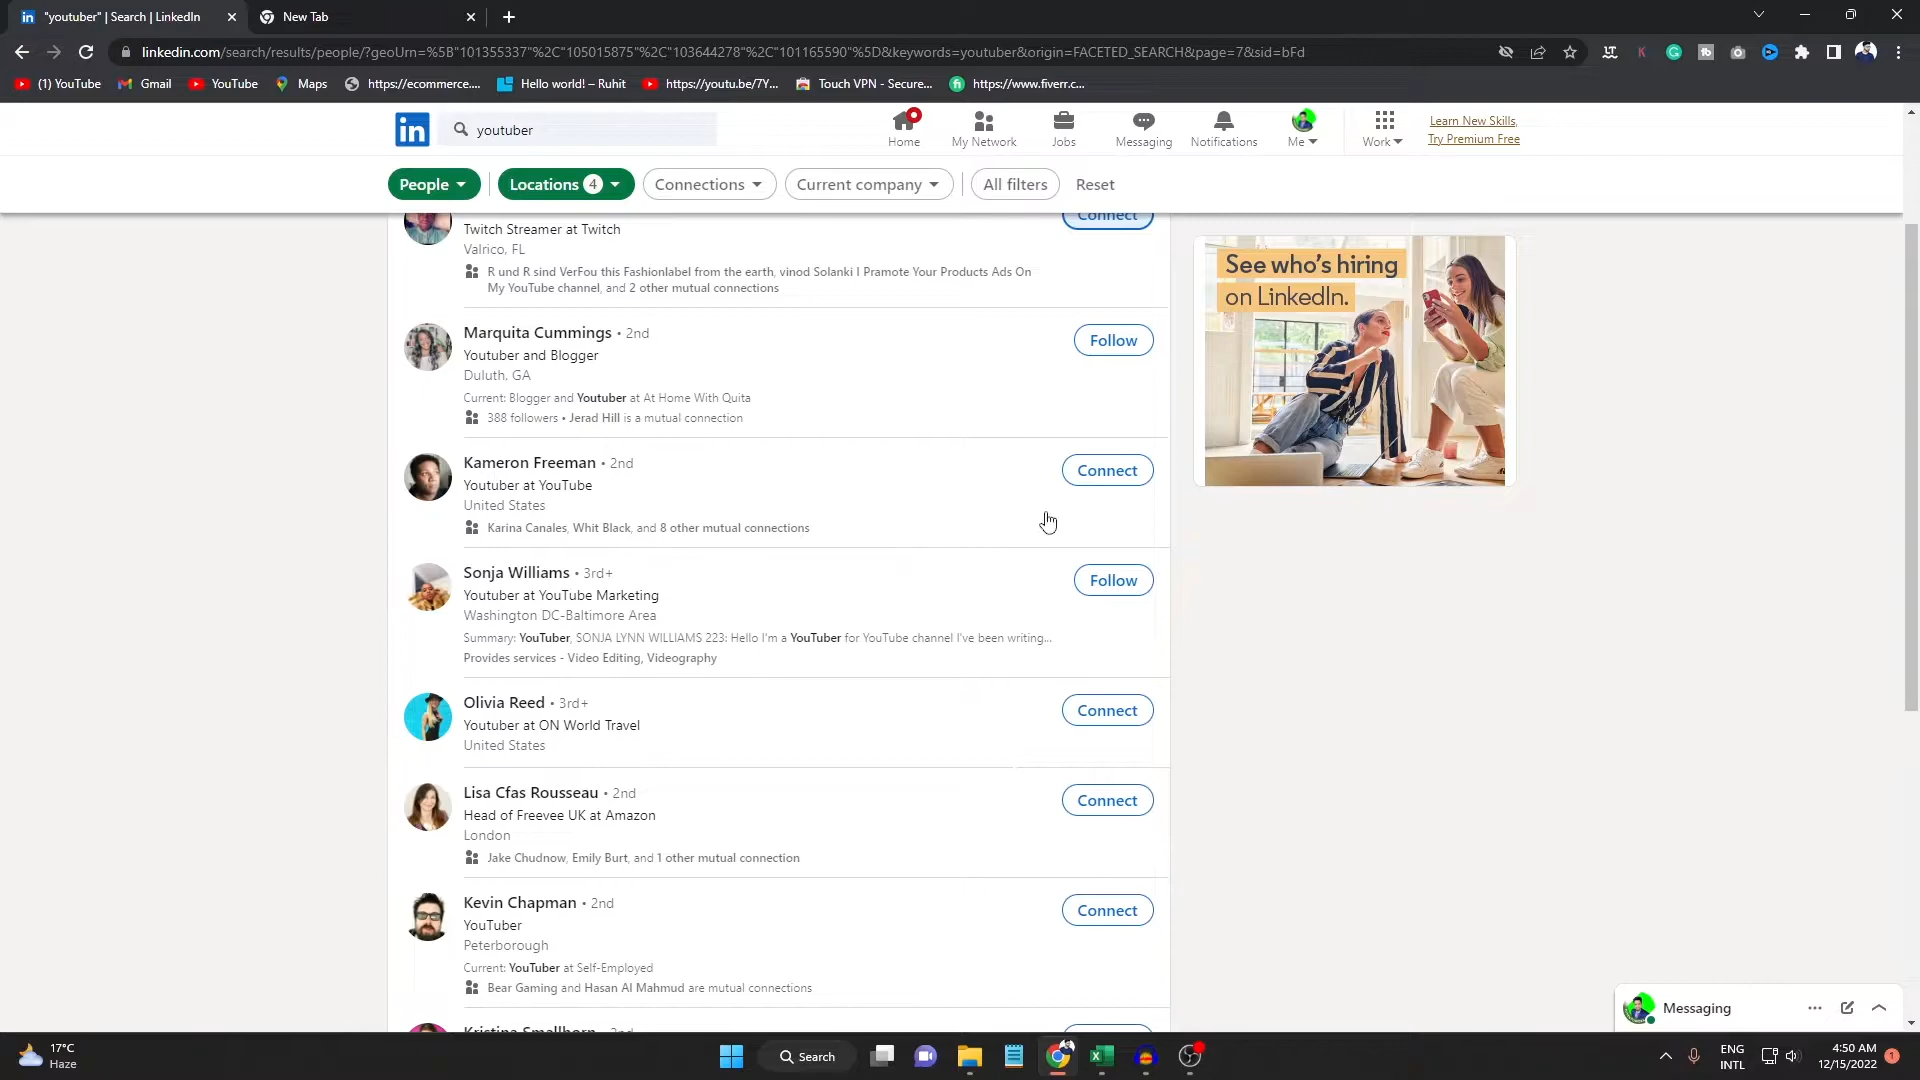 "youtuber" | Search | LinkedIn
New Tab
linkedin.com/search/results/people/?geoUrn=%5B"101355337"%2C"105015875"%2C"103644278"%2C"101165590"%5D&keywords=youtuber&origin=FACETED_SEARCH&page=7&sid=bFd
(1) YouTube
Gmail
YouTube
Maps
https://ecommerce....
Hello world! – Ruhit
https://youtu.be/7Y...
Touch VPN - Secure...
https://www.fiverr.c...
in
youtuber
Home
My Network
Jobs
Messaging
Notifications
Me
Work
Learn New Skills,
Try Premium Free
People
Locations 4
Connections
Current company
All filters
Reset
Connect
Twitch Streamer at Twitch
Valrico, FL
R und R sind VerFou this Fashionlabel from the earth, vinod Solanki I Pramote Your Products Ads On
My YouTube channel, and 2 other mutual connections
Marquita Cummings • 2nd
Follow
Youtuber and Blogger
Duluth, GA
Current: Blogger and Youtuber at At Home With Quita
388 followers • Jerad Hill is a mutual connection
Kameron Freeman • 2nd
Connect
Youtuber at YouTube
United States
Karina Canales, Whit Black, and 8 other mutual connections
Sonja Williams • 3rd+
Follow
Youtuber at YouTube Marketing
Washington DC-Baltimore Area
Summary: YouTuber, SONJA LYNN WILLIAMS 223: Hello I'm a YouTuber for YouTube channel I've been writing...
Provides services - Video Editing, Videography
Olivia Reed • 3rd+
Connect
Youtuber at ON World Travel
United States
Lisa Cfas Rousseau • 2nd
Connect
Head of Freevee UK at Amazon
London
Jake Chudnow, Emily Burt, and 1 other mutual connection
Kevin Chapman • 2nd
Connect
YouTuber
Peterborough
Current: YouTuber at Self-Employed
Bear Gaming and Hasan Al Mahmud are mutual connections
Kristina Smallhorn • 2nd
See who's hiring
on LinkedIn.
Messaging
17°C
Haze
Search
ENG
INTL
4:50 AM
12/15/2022
1